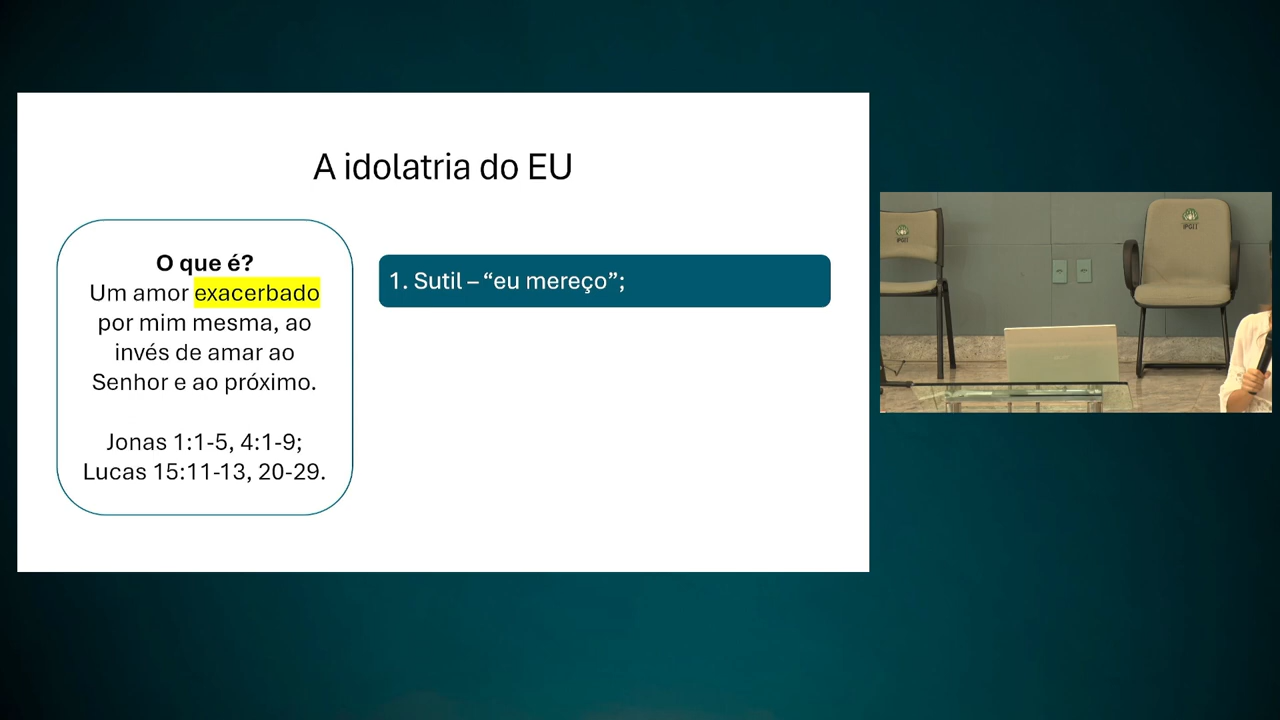 A idolatria do EU
O que é?
Um amor exacerbado
por mim mesma, ao
invés de amar ao
Senhor e ao próximo.
Jonas 1:1-5, 4:1-9;
Lucas 15:11-13, 20-29.
1. Sutil – “eu mereço”;